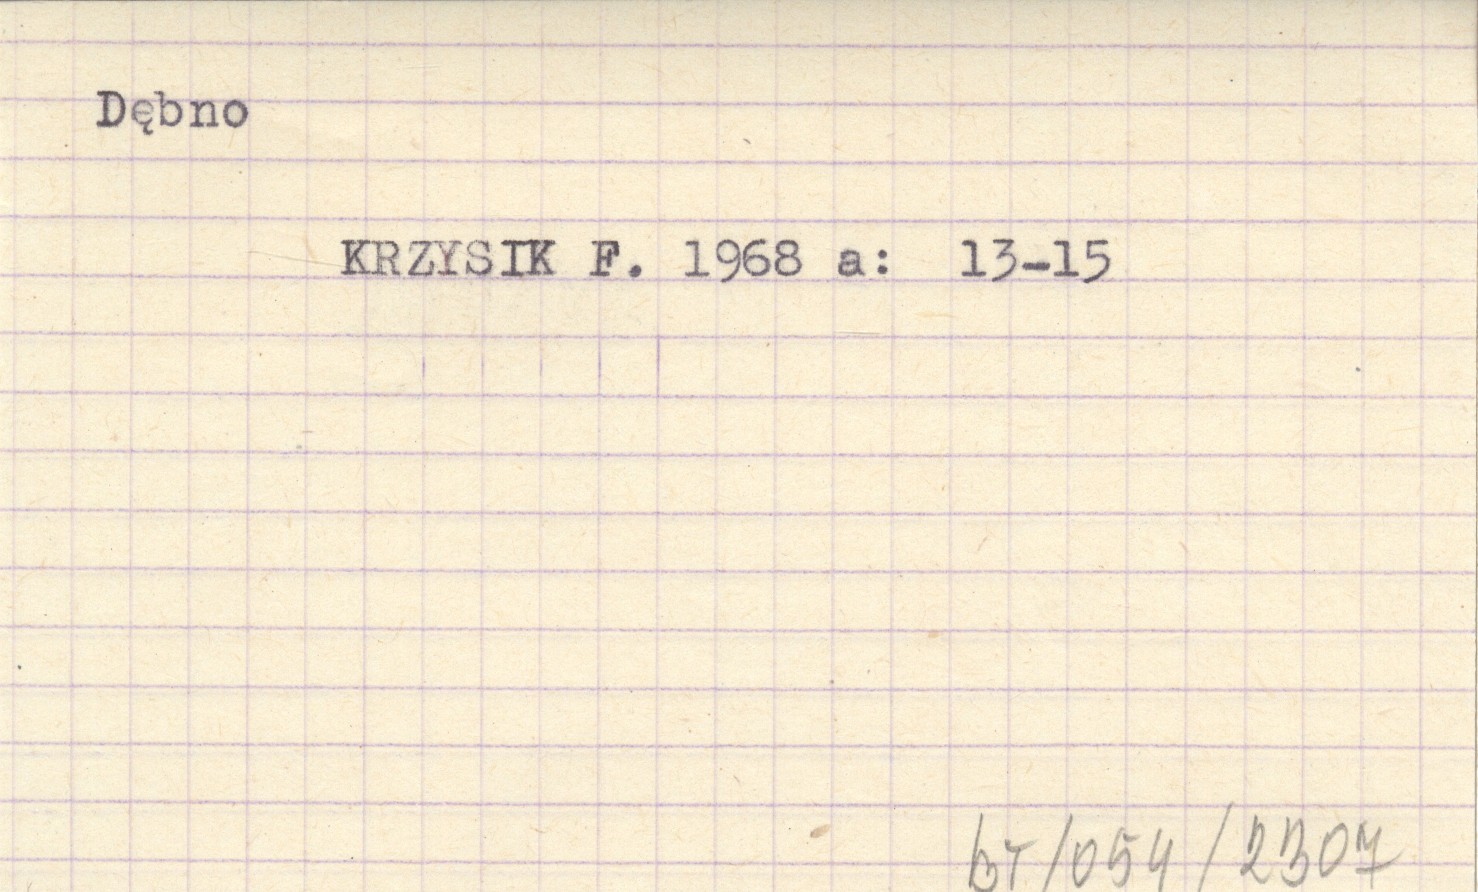 Dębno
KRZYSIK F. 1968 a: 13-15
bT/054/2307